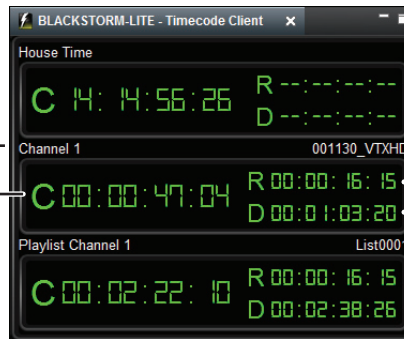 BLACKSTORM-LITE - Timecode Client
House Time
C 14:14:56:26
R --:--:--:--
D --:--:--:--
Channel 1 001130_VTXHD
C 00:00:47:04
R 00:00:16:15
D 00:01:03:20
Playlist Channel 1 List0001
C 00:02:22:10
R 00:00:16:15
D 00:02:38:26